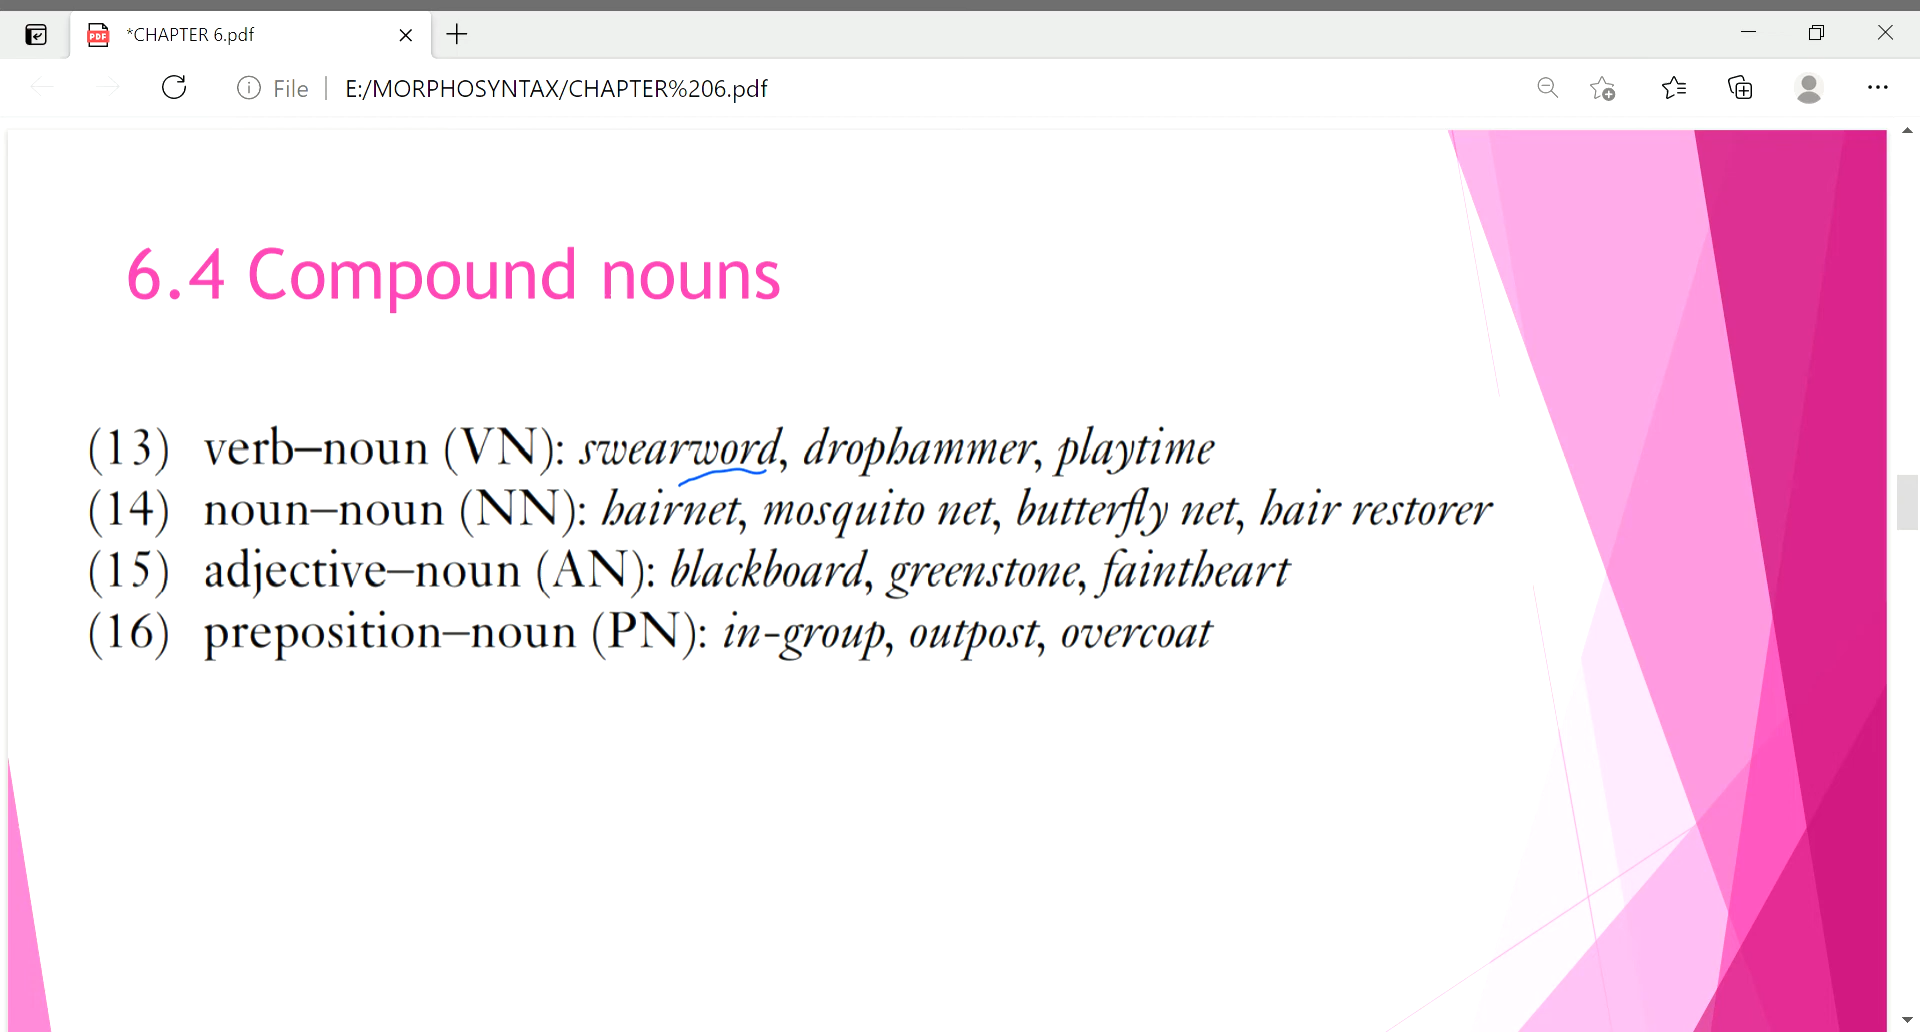 *CHAPTER 6.pdf
File E:/MORPHOSYNTAX/CHAPTER%206.pdf
6.4 Compound nouns
(13) verb–noun (VN): swearword, drophammer, playtime
(14) noun–noun (NN): hairnet, mosquito net, butterfly net, hair restorer
(15) adjective–noun (AN): blackboard, greenstone, faintheart
(16) preposition–noun (PN): in-group, outpost, overcoat